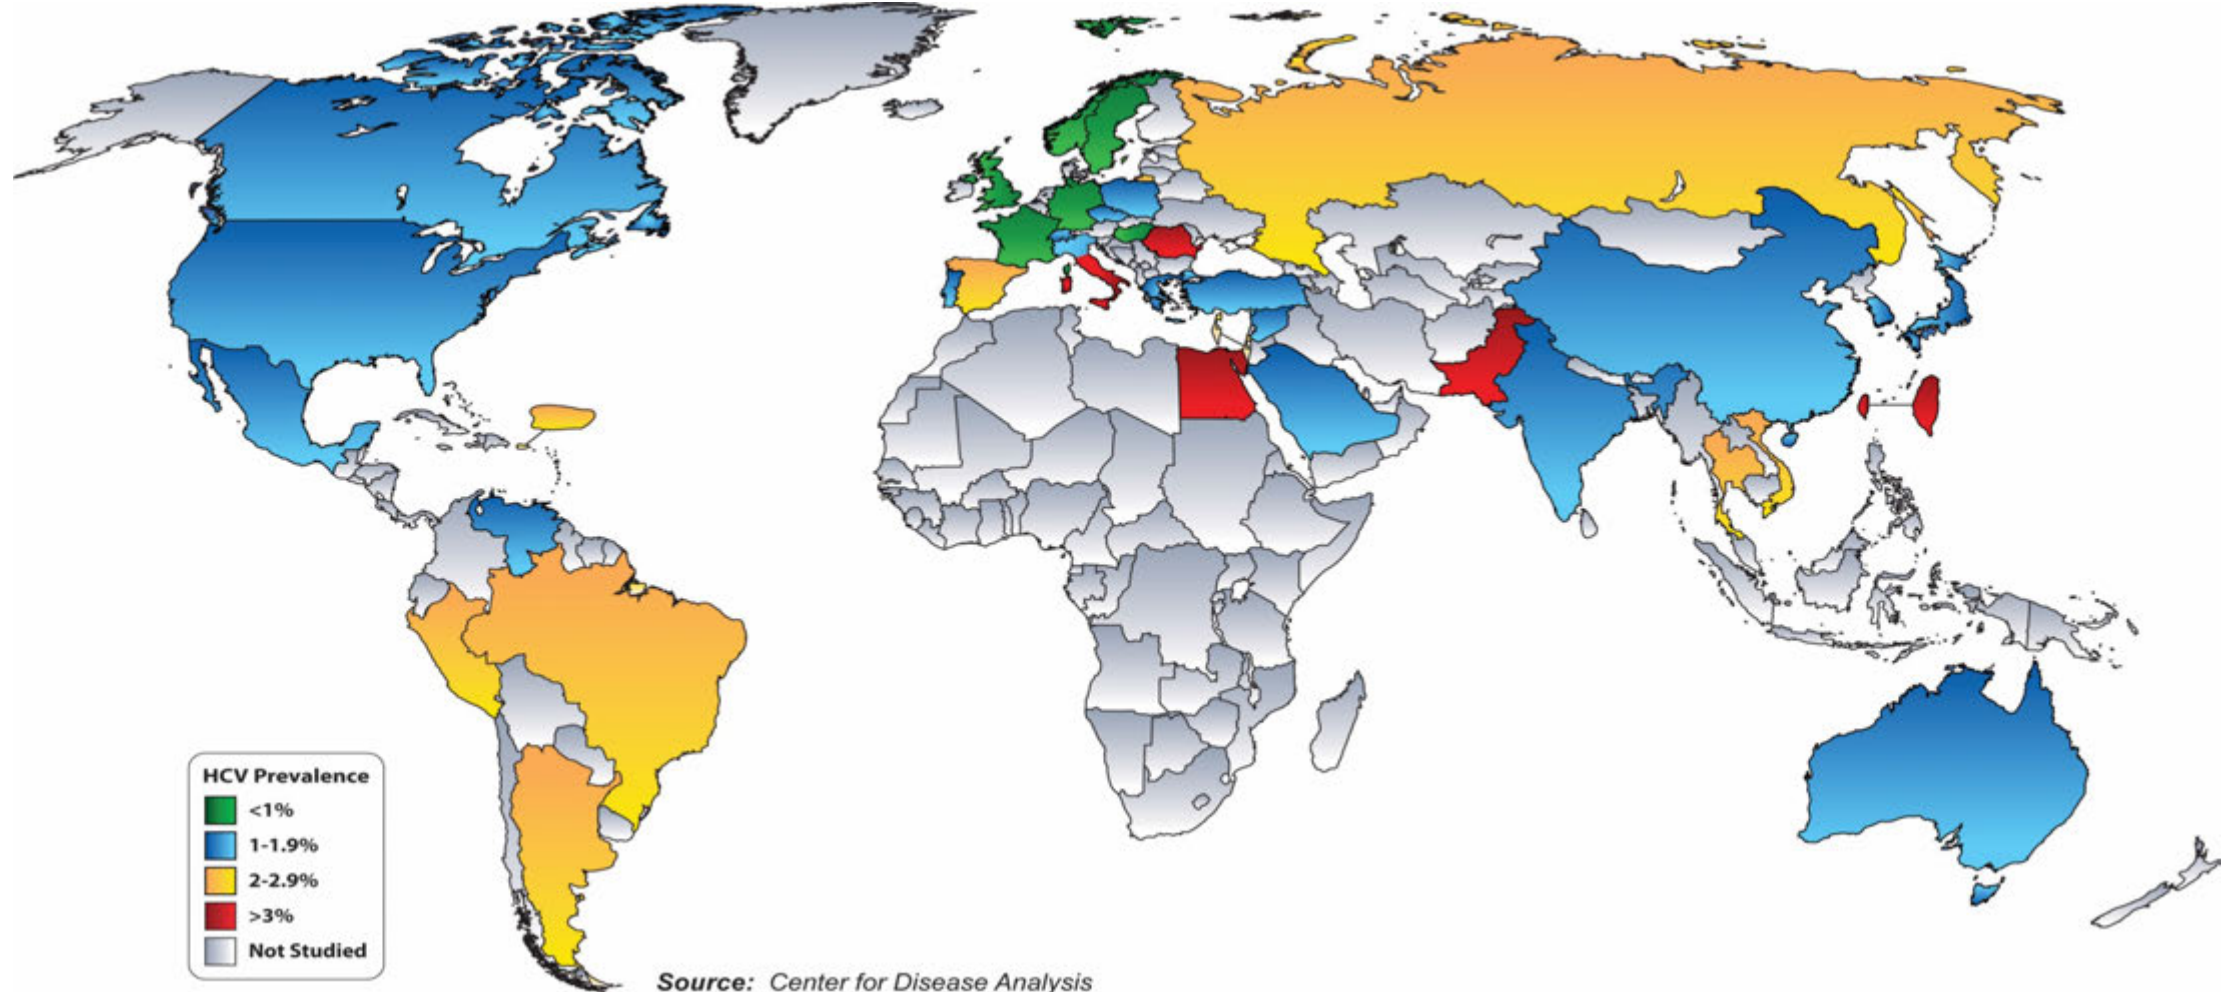 HCV Prevalence
<1%
1-1.9%
2-2.9%
>3%
Not Studied
Source: Center for Disease Analysis